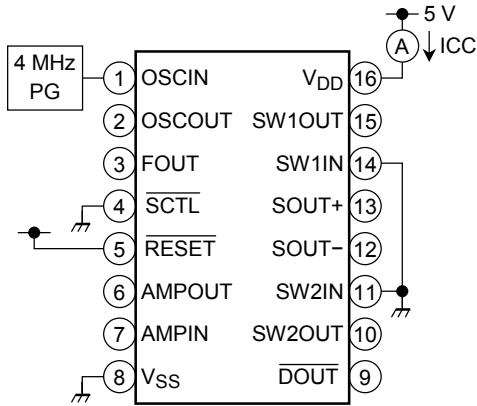 5 V
A
ICC
4 MHz
PG
1 OSCIN
VDD 16
2 OSCOUT
SW1OUT 15
3 FOUT
SW1IN 14
4 SCTL
SOUT+ 13
5 RESET
SOUT− 12
6 AMPOUT
SW2IN 11
7 AMPIN
SW2OUT 10
8 VSS
DOUT 9